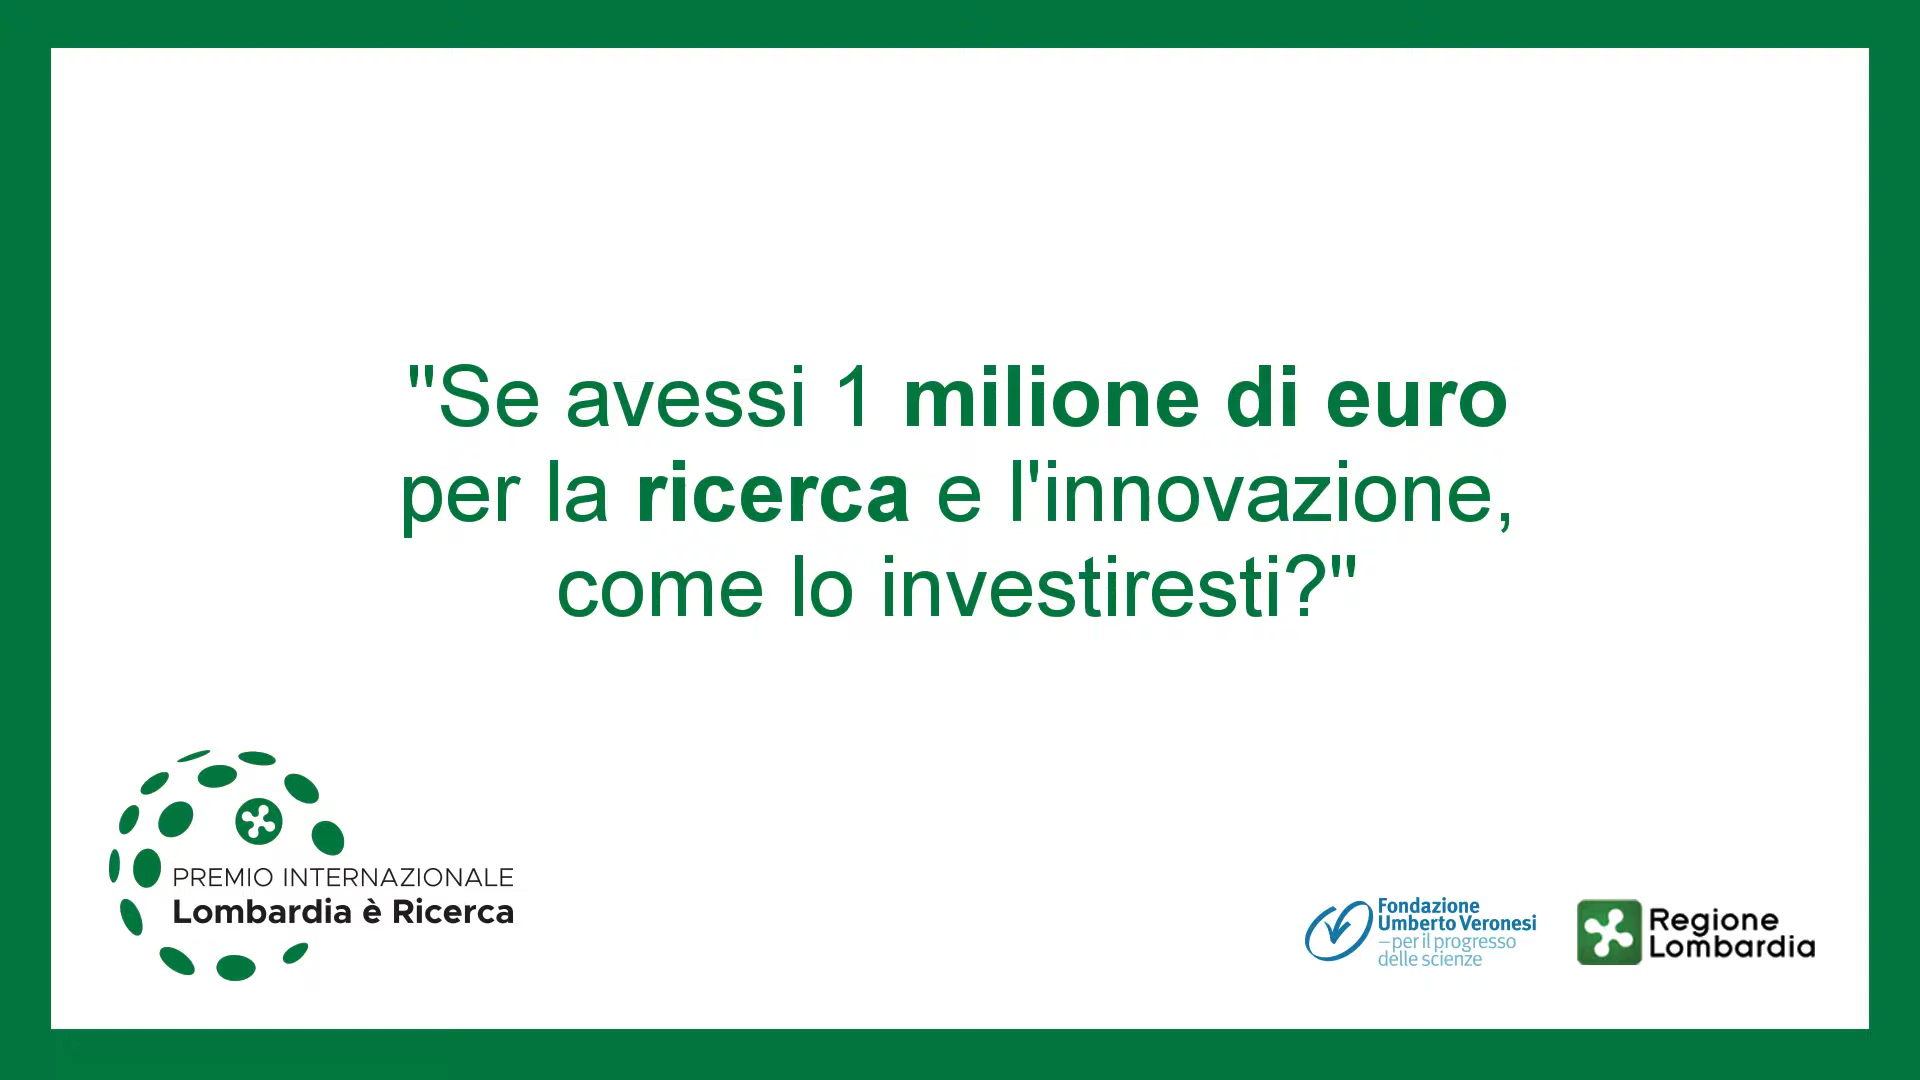 "Se avessi 1 milione di euro
per la ricerca e l'innovazione,
come lo investiresti?"
PREMIO INTERNAZIONALE
Lombardia è Ricerca
Fondazione
Umberto Veronesi
–per il progresso
delle scienze
Regione
Lombardia